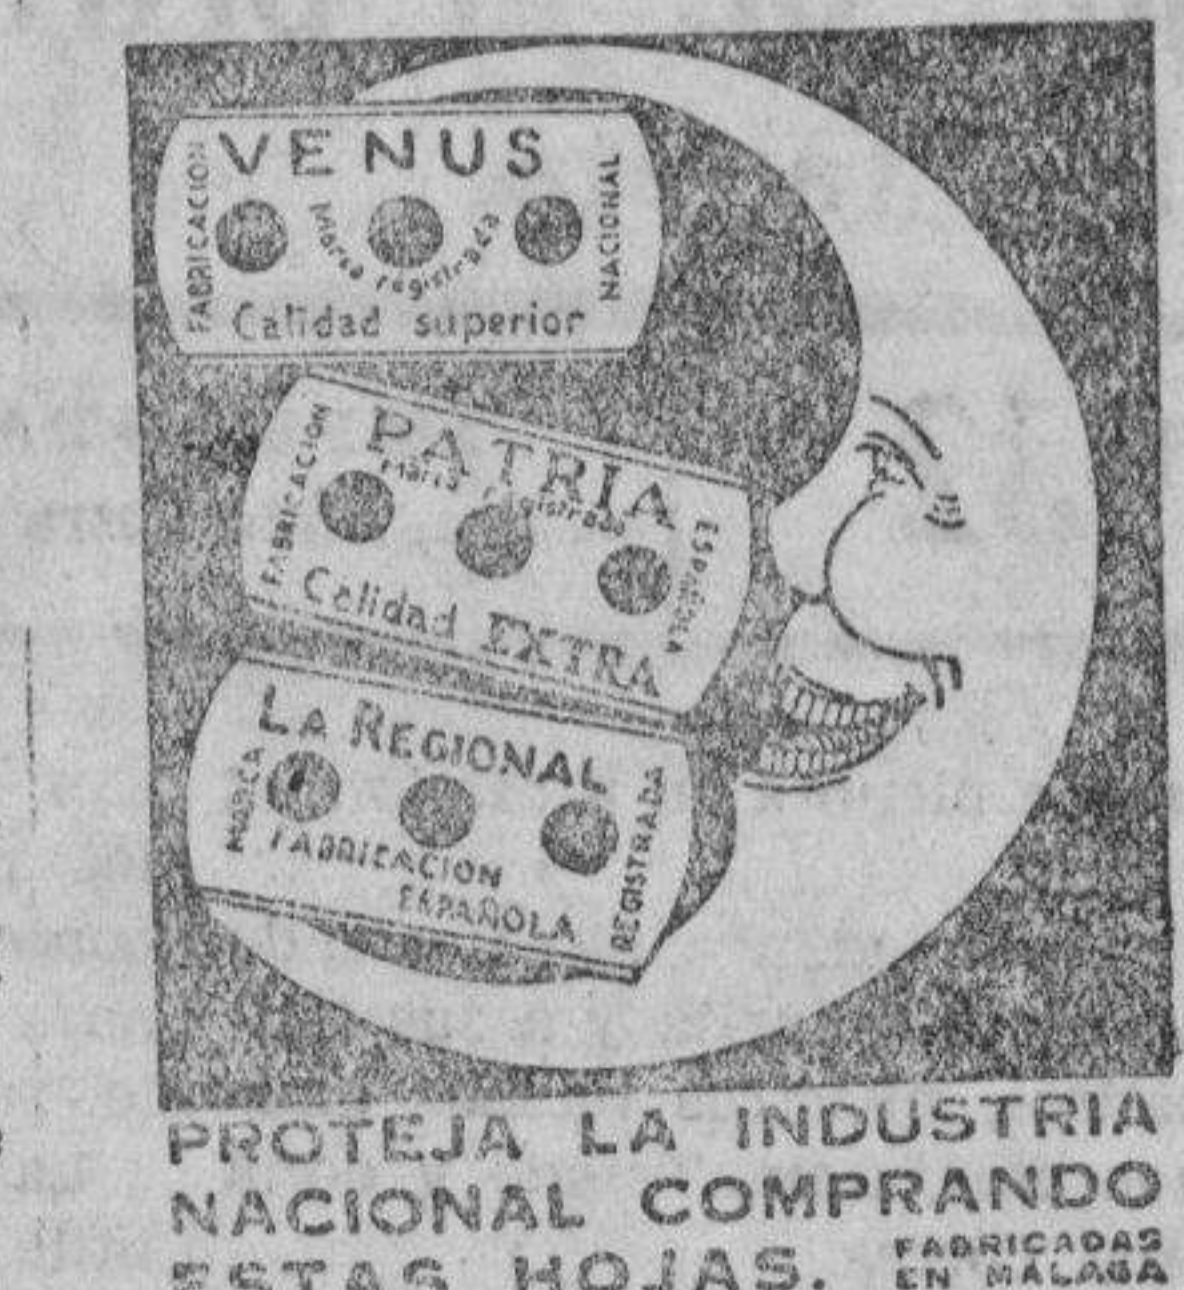 VENUS
FABRICACION
NACIONAL
marca registrada
Calidad superior
PATRIA
FABRICACION
ESPAÑOLA
Marca registrada
Calidad EXTRA
LA REGIONAL
MARCA
REGISTRADA
FABRICACION
ESPAÑOLA
PROTEJA LA INDUSTRIA
NACIONAL COMPRANDO
ESTAS HOJAS.
FABRICADAS
EN MALAGA